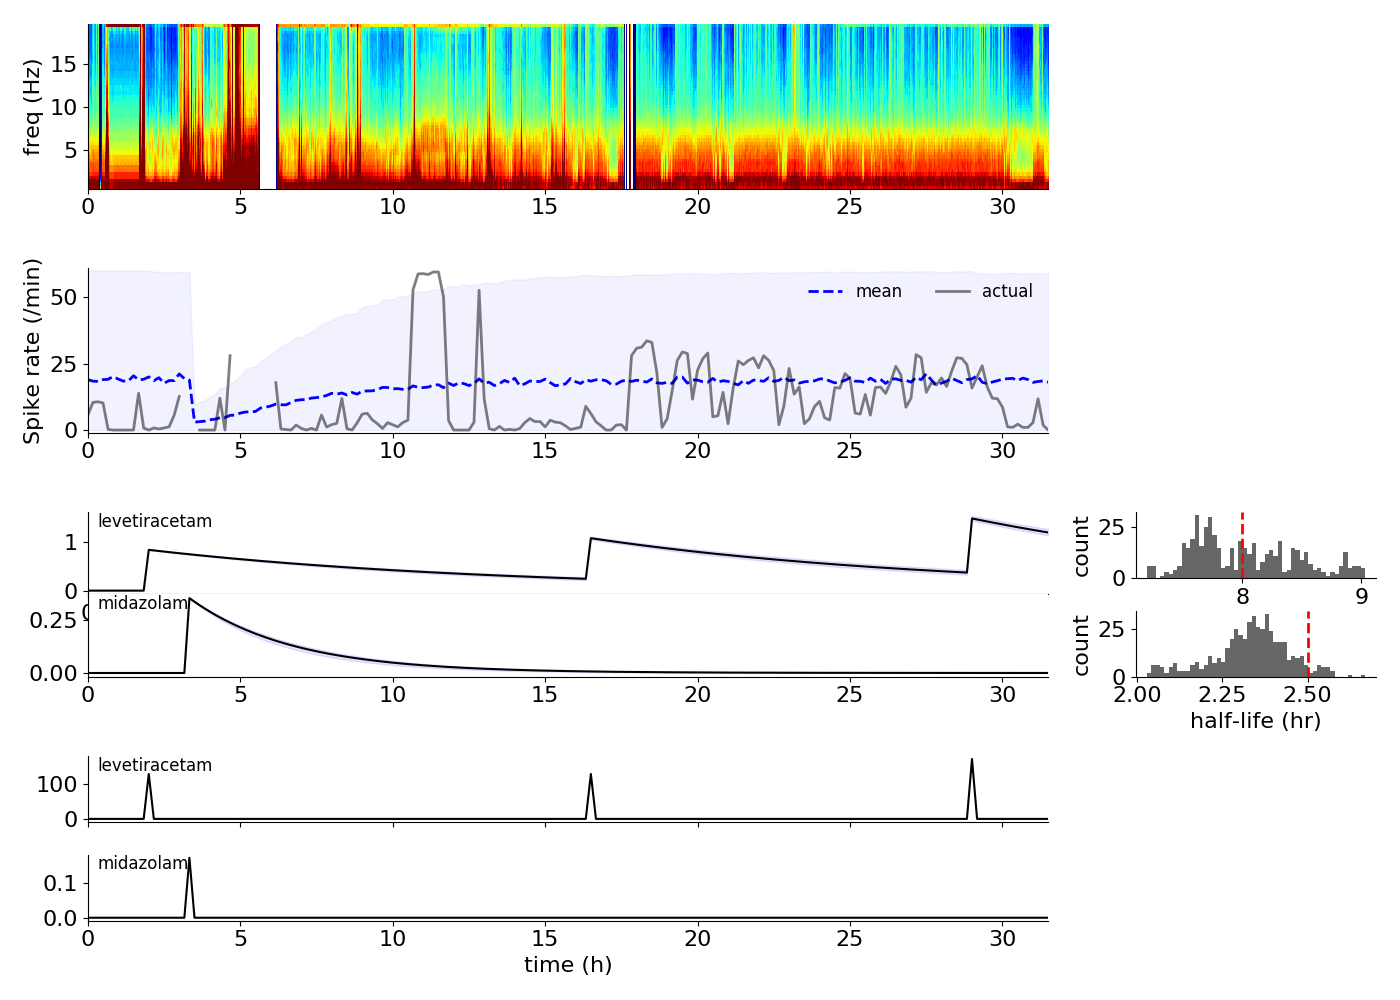 freq (Hz)
15
10
5
0 5 10 15 20 25 30
Spike rate (/min)
50
25
0
mean actual
0 5 10 15 20 25 30
levetiracetam
1
0
count
25
0
8 9
midazolam
0.25
0.00
0 5 10 15 20 25 30
count
25
0
2.00 2.25 2.50
half-life (hr)
levetiracetam
100
0
midazolam
0.1
0.0
0 5 10 15 20 25 30
time (h)